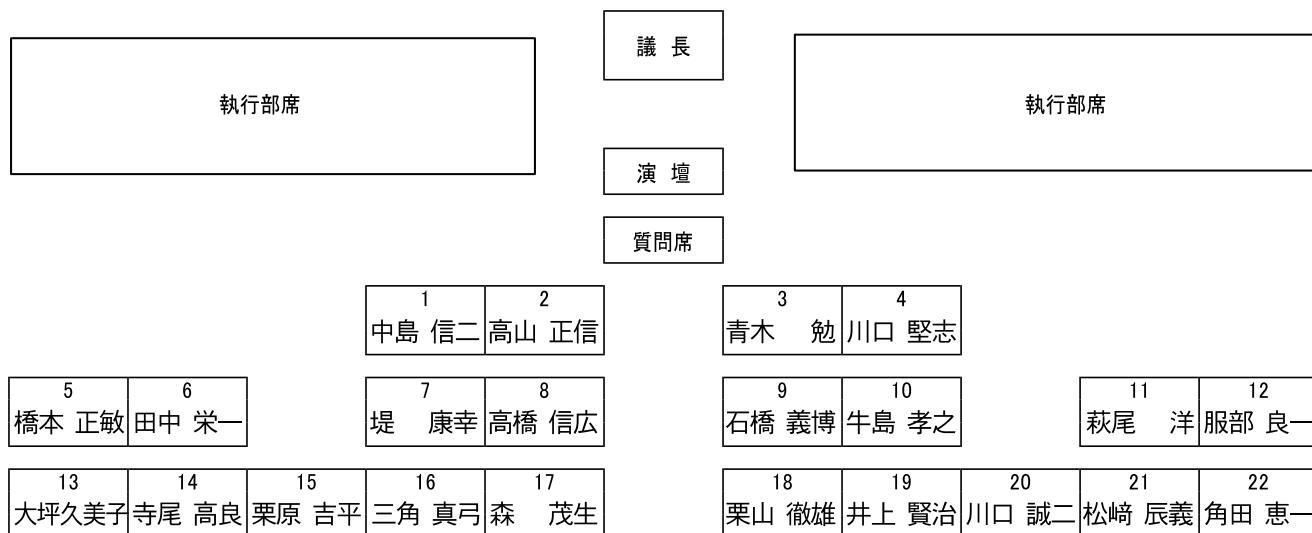 議 長
執行部席 執行部席
演 壇
質問席
1 2 3 4
中島 信二 高山 正信 青木 勉 川口 堅志
5 6 7 8 9 10 11 12
橋本 正敏 田中 栄一 堤 康幸 高橋 信広 石橋 義博 牛島 孝之 萩尾 洋 服部 良一
13 14 15 16 17 18 19 20 21 22
大坪久美子 寺尾 高良 栗原 吉平 三角 真弓 森 茂生 栗山 徹雄 井上 賢治 川口 誠二 松﨑 辰義 角田 恵一